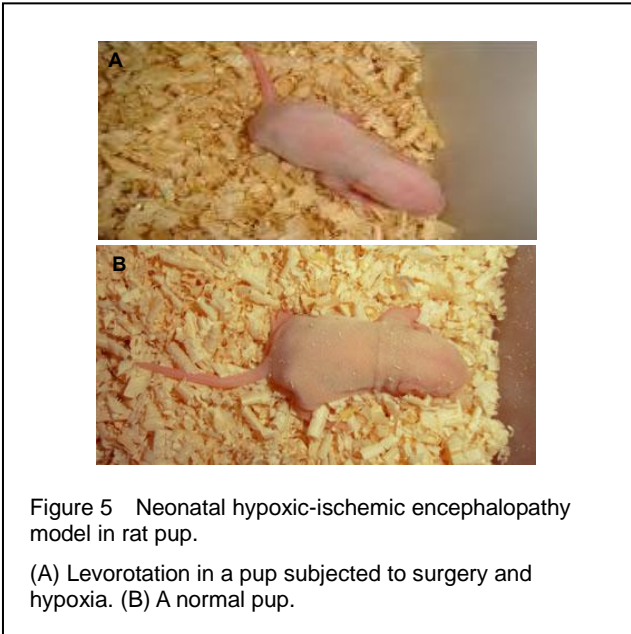 A
B
Figure 5 Neonatal hypoxic-ischemic encephalopathy
model in rat pup.
(A) Levorotation in a pup subjected to surgery and
hypoxia. (B) A normal pup.